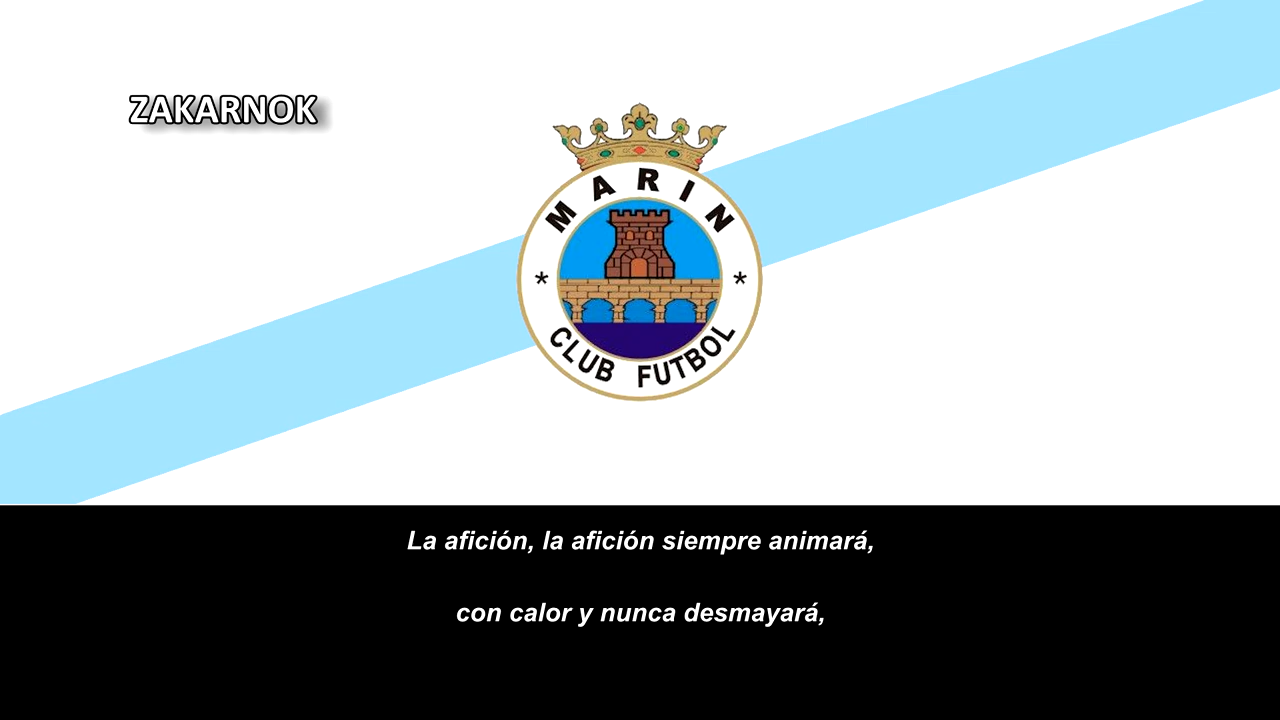 ZAKARNOK
MARIN
* *
CLUB FUTBOL
La afición, la afición siempre animará,
con calor y nunca desmayará,